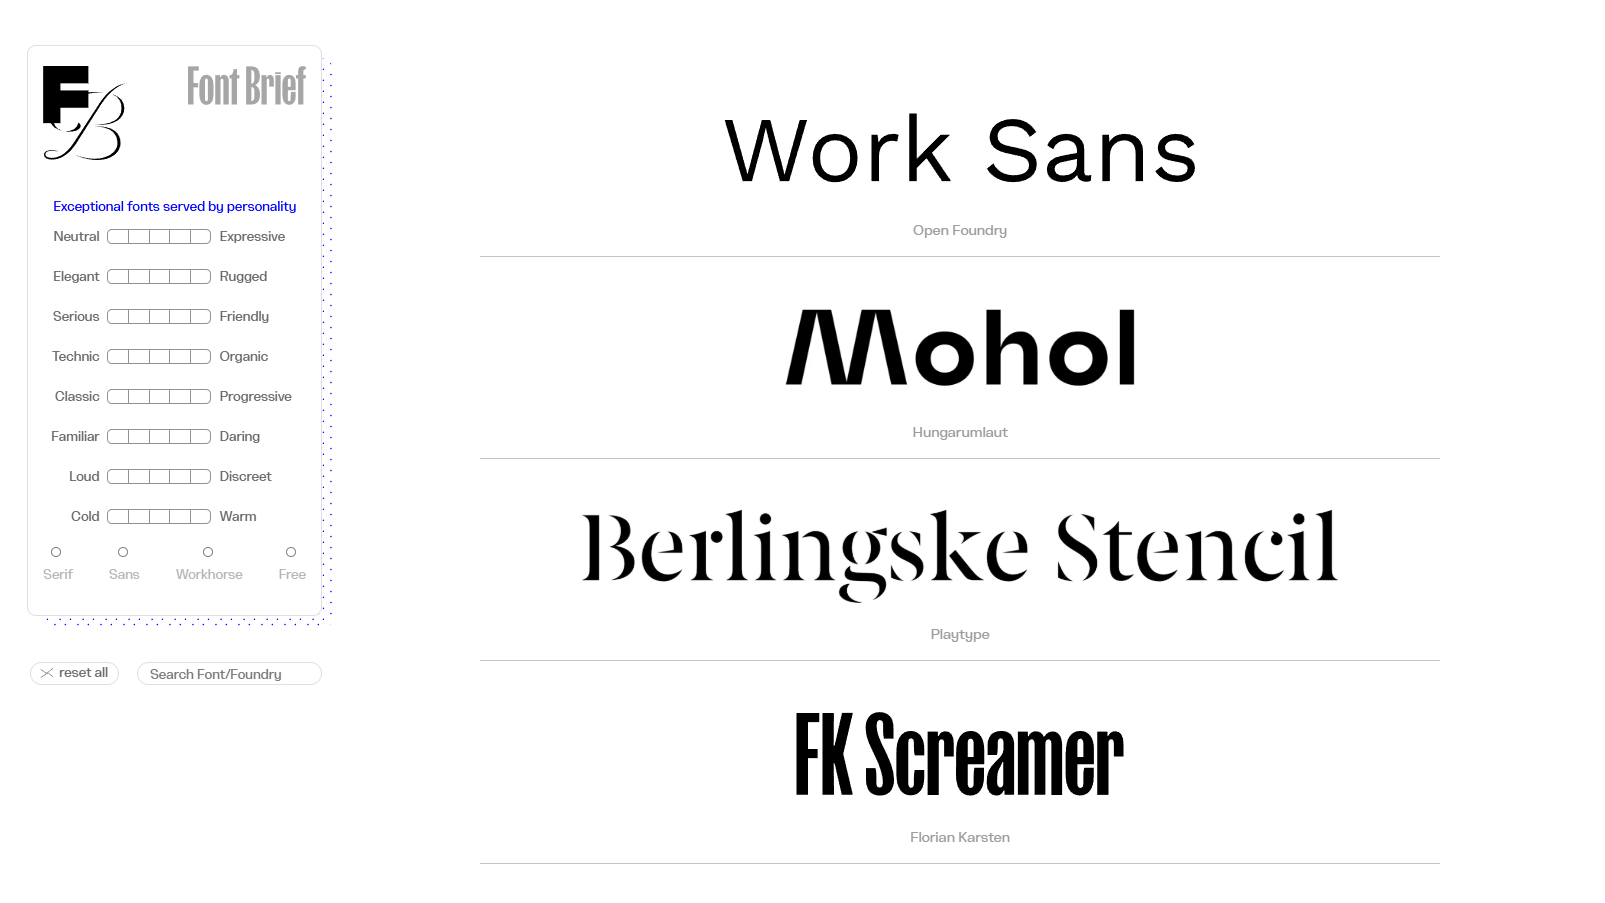 FB
Font Brief
Exceptional fonts served by personality
Neutral Expressive
Elegant Rugged
Serious Friendly
Technic Organic
Classic Progressive
Familiar Daring
Loud Discreet
Cold Warm
Serif Sans Workhorse Free
reset all
Search Font/Foundry
Work Sans
Open Foundry
Mohol
Hungarumlaut
Berlingske Stencil
Playtype
FK Screamer
Florian Karsten